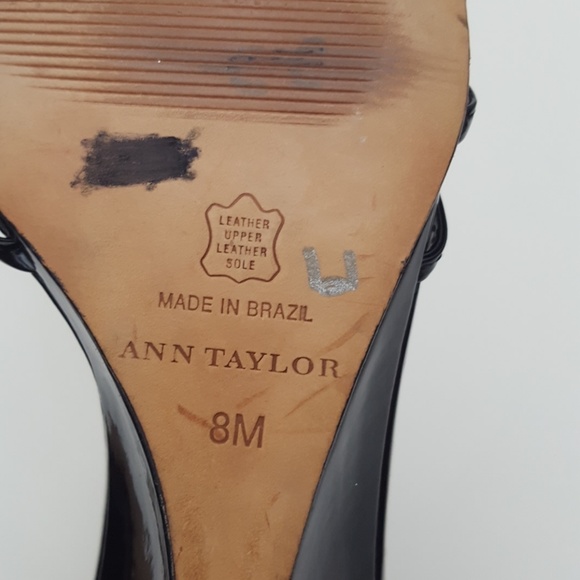 LEATHER
UPPER
LEATHER
SOLE
MADE IN BRAZIL
ANN TAYLOR
8M